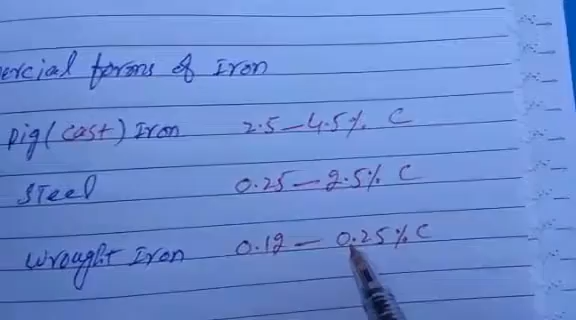 ercial forms of Iron
Pig (cast) Iron 2.5-4.5% C
Steel 0.25-2.5% C
Wrought Iron 0.12-0.25% C